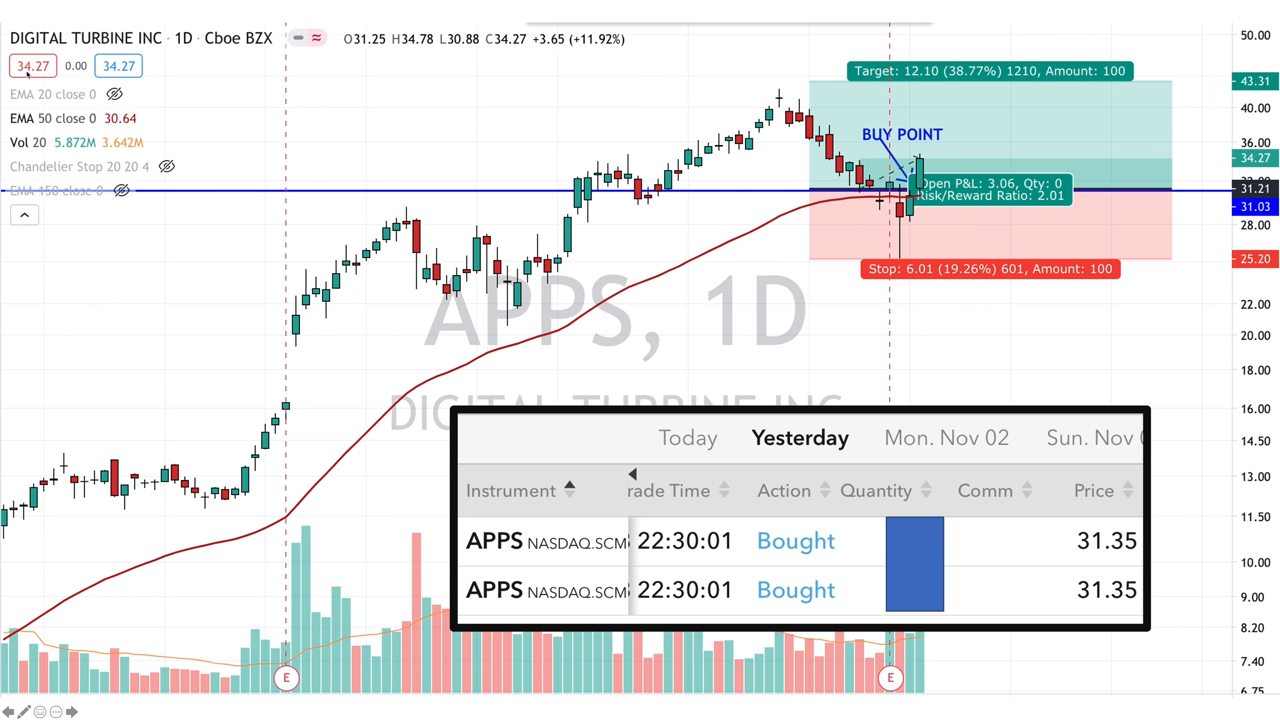 DIGITAL TURBINE INC · 1D · Cboe BZX O31.25 H34.78 L30.88 C34.27 +3.65 (+11.92%)
34.27 0.00 34.27
EMA 20 close 0
EMA 50 close 0 30.64
Vol 20 5.872M 3.642M
Chandelier Stop 20 20 4
EMA 150 close 0
Target: 12.10 (38.77%) 1210, Amount: 100
BUY POINT
Open P&L: 3.06, Qty: 0
Risk/Reward Ratio: 2.01
Stop: 6.01 (19.26%) 601, Amount: 100
APPS, 1D
DIGITAL TURBINE INC
50.00
43.31
40.00
36.00
34.27
31.21
31.03
28.00
25.20
22.00
20.00
18.00
16.00
14.50
13.00
11.50
10.00
9.00
8.20
7.40
6.75
Today Yesterday Mon. Nov 02 Sun. Nov
Instrument rade Time Action Quantity Comm Price
APPS NASDAQ.SCM 22:30:01 Bought 31.35
APPS NASDAQ.SCM 22:30:01 Bought 31.35
E E